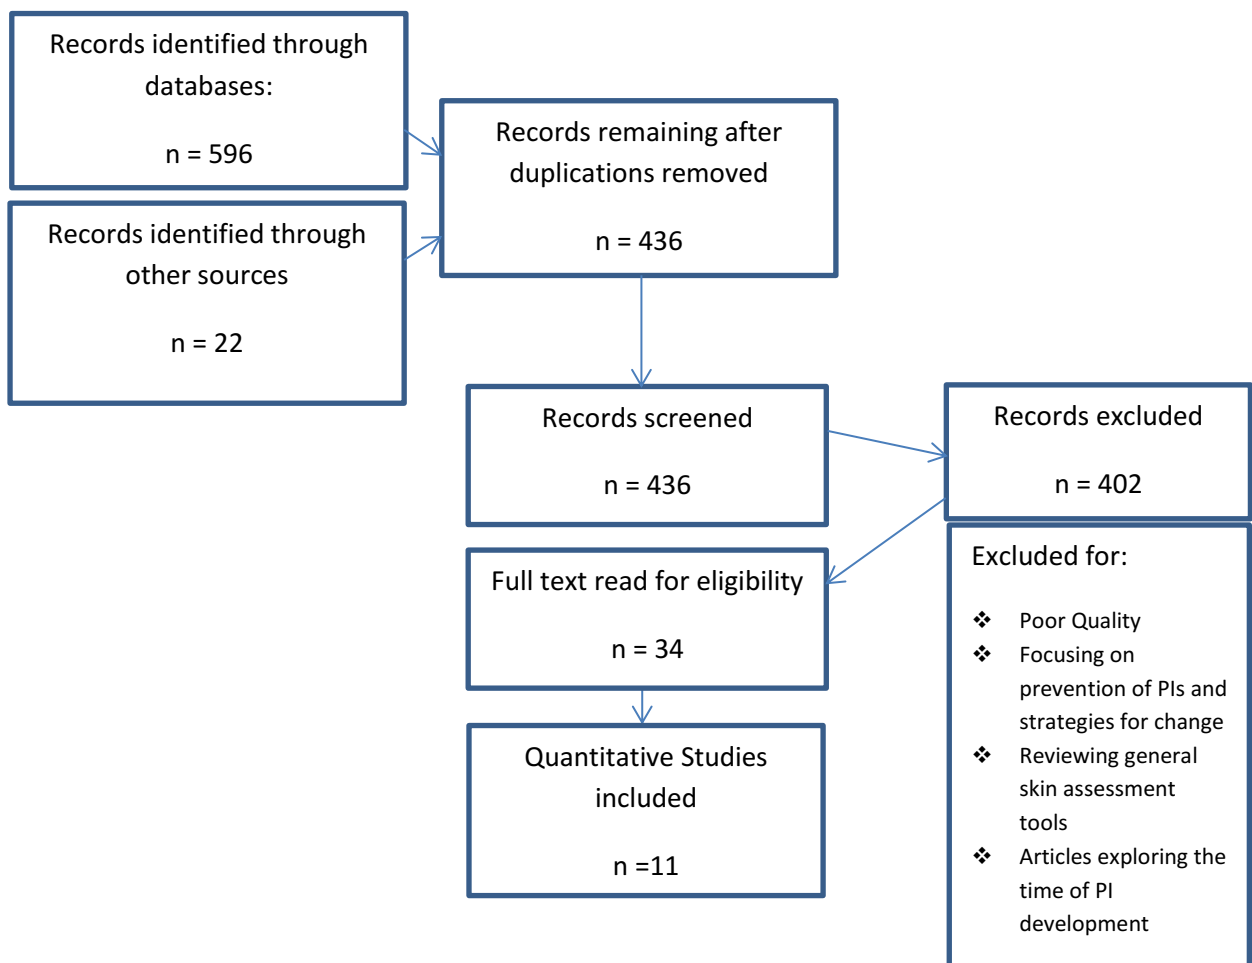 Records identified through
databases:
n = 596
Records identified through
other sources
n = 22
Records remaining after
duplications removed
n = 436
Records screened
n = 436
Records excluded
n = 402
Excluded for:
❖ Poor Quality
❖ Focusing on
prevention of PIs and
strategies for change
❖ Reviewing general
skin assessment
tools
❖ Articles exploring the
time of PI
development
Full text read for eligibility
n = 34
Quantitative Studies
included
n =11